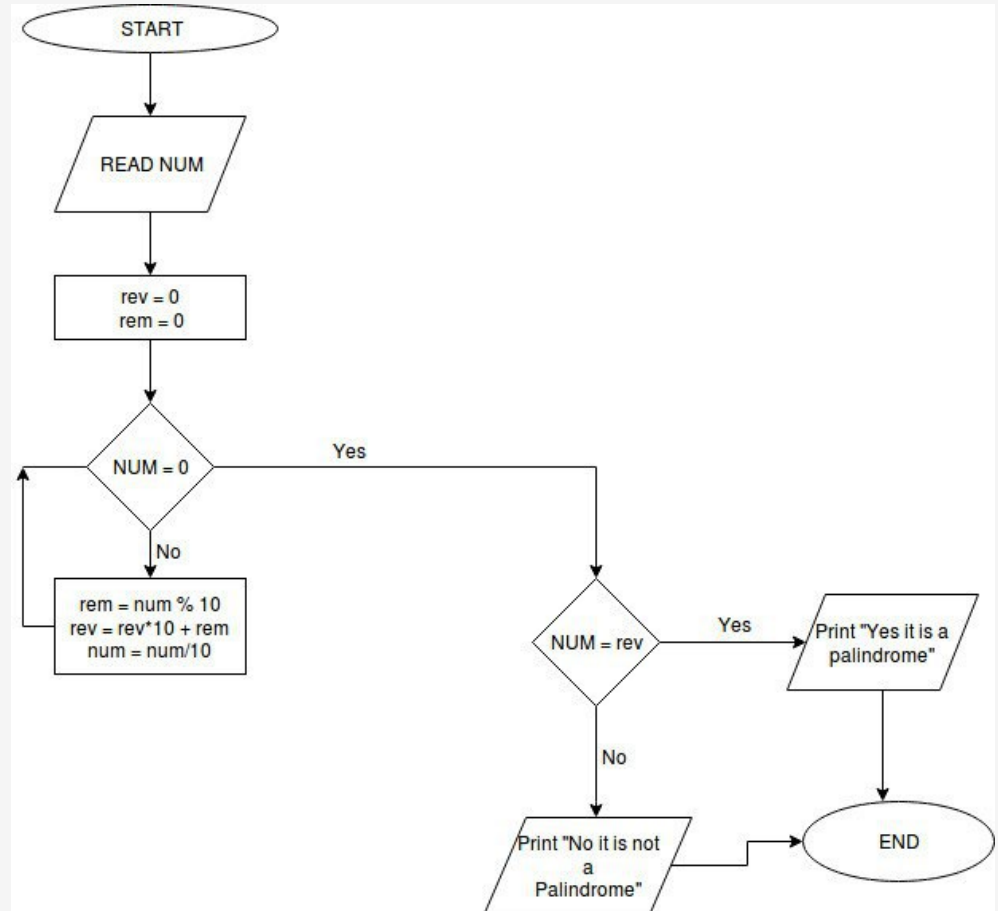 START
READ NUM
rev = 0
rem = 0
NUM = 0
Yes
No
rem = num % 10
rev = rev*10 + rem
num = num/10
NUM = rev
Yes
Print "Yes it is a
palindrome"
No
Print "No it is not
a
Palindrome"
END